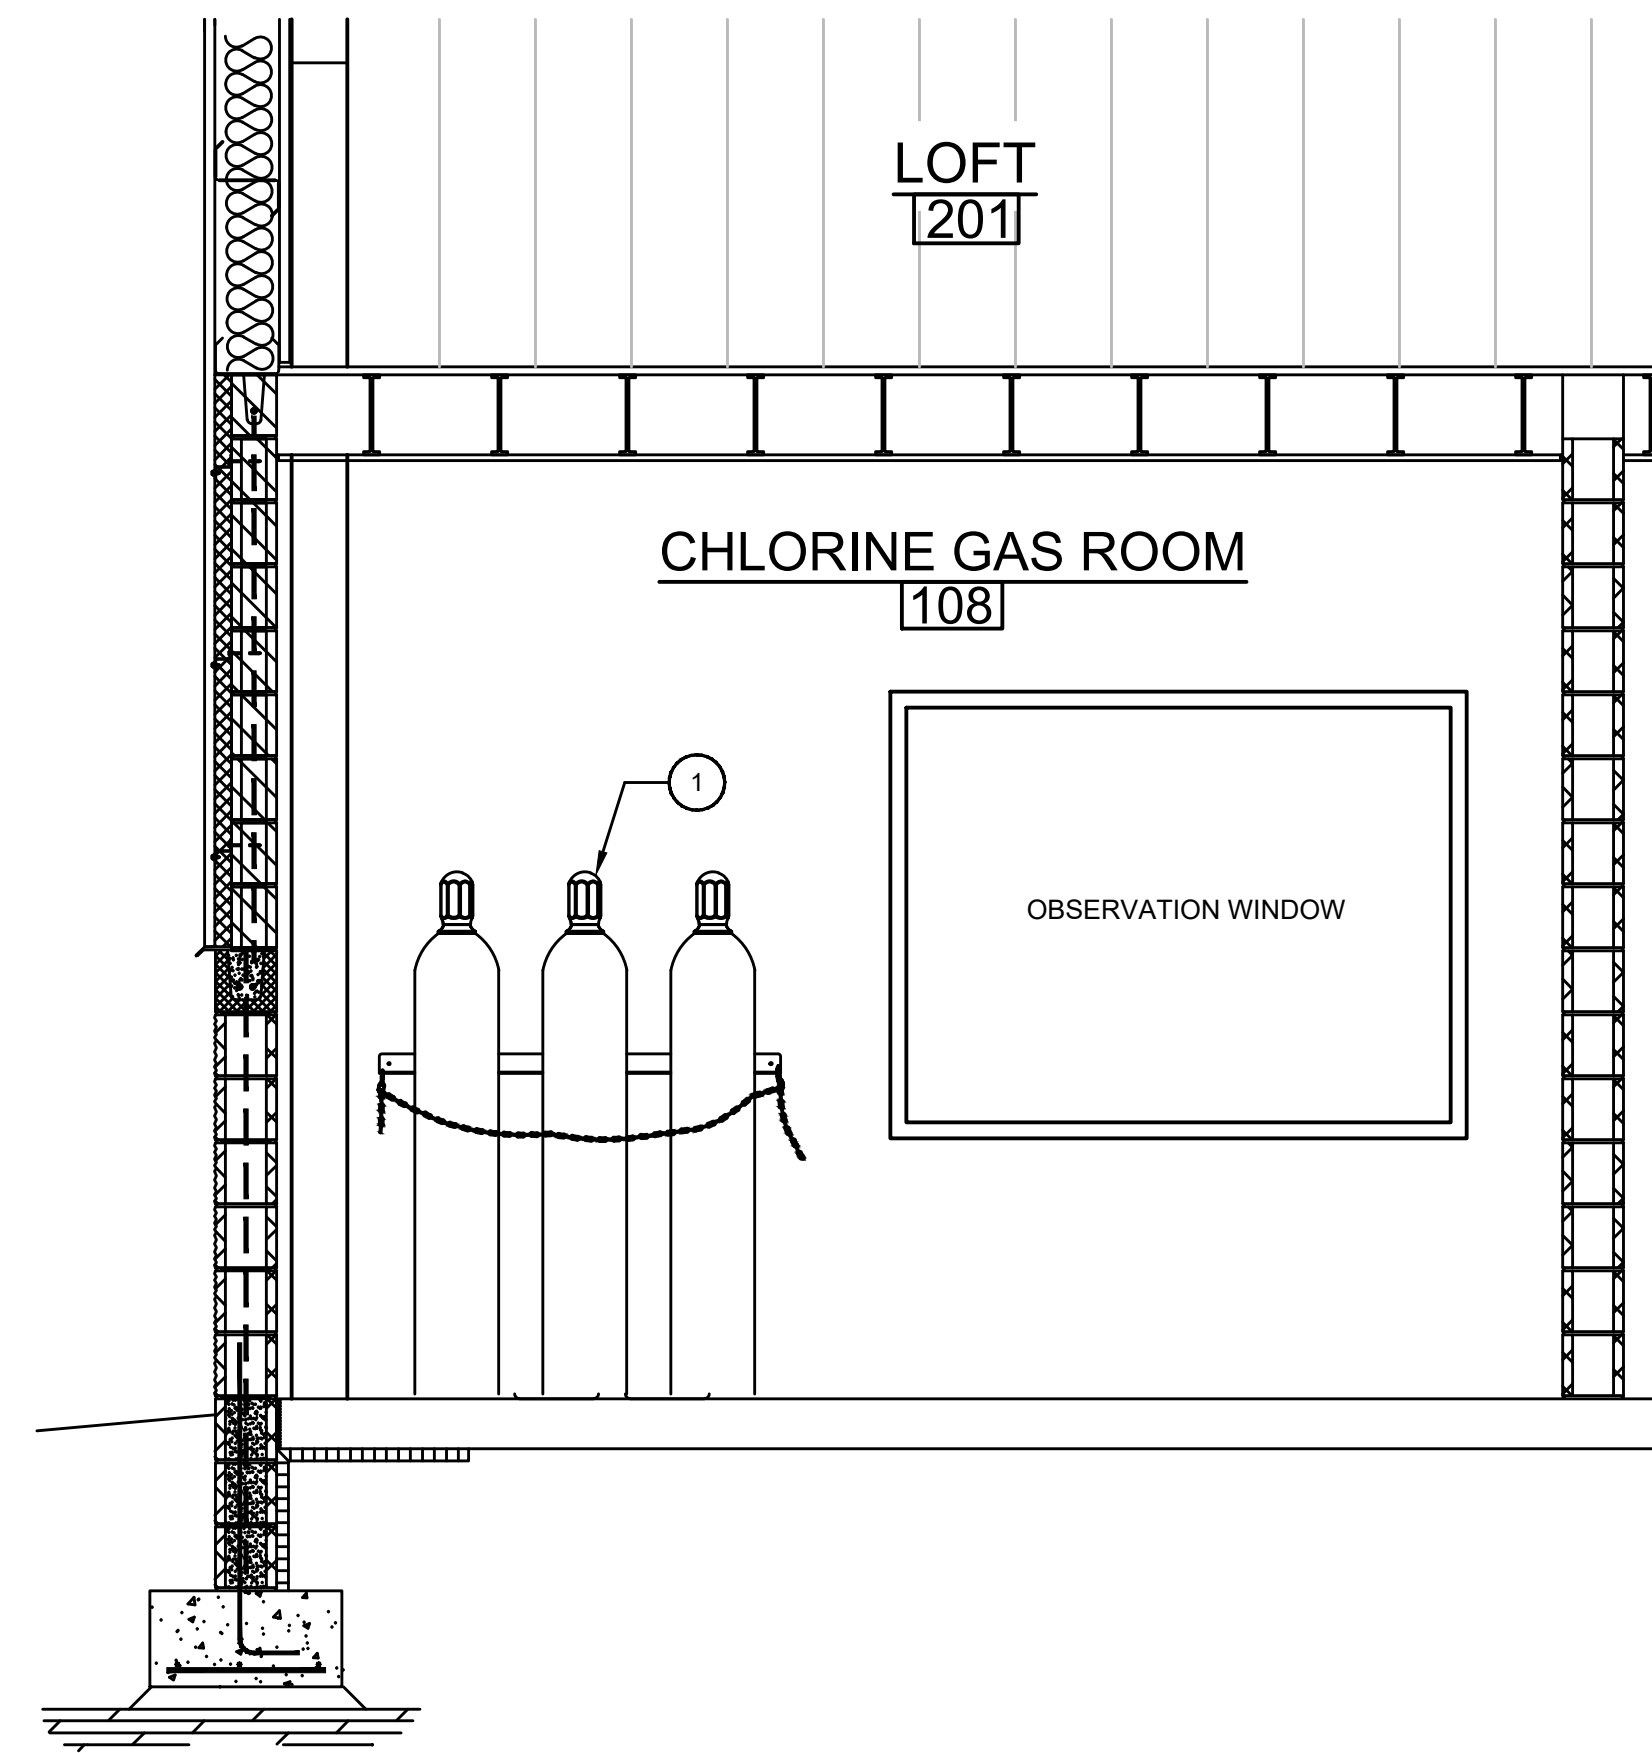 LOFT
201
CHLORINE GAS ROOM
108
1
OBSERVATION WINDOW